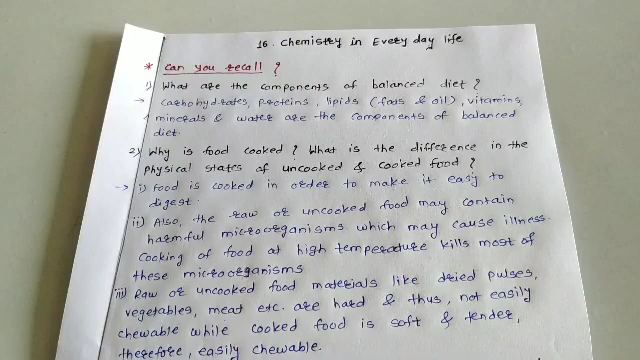 16. Chemistry in Every day life
* Can you recall ?
1) What are the components of balanced diet ?
→ Carbohydrates, proteins, lipids (fats & oil), vitamins,
minerals & water are the components of balanced
diet.
2) Why is food cooked ? What is the difference in the
physical states of uncooked & cooked food ?
→ i) Food is cooked in order to make it easy to
digest.
ii) Also, the raw or uncooked food may contain
harmful microorganisms which may cause illness.
Cooking of food at high temperature kills most of
these microorganisms
iii) Raw or uncooked food materials like dried pulses,
vegetables, meat etc. are hard & thus, not easily
chewable while cooked food is soft & tender,
therefore, easily chewable.